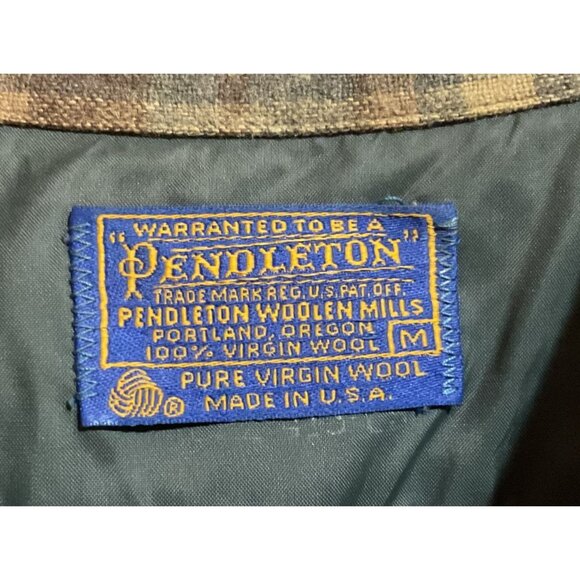 WARRANTED TO BE A
"PENDLETON"
TRADE MARK REG. U.S. PAT. OFF.
PENDLETON WOOLEN MILLS
PORTLAND, OREGON
100% VIRGIN WOOL M
PURE VIRGIN WOOL
® MADE IN U.S.A.